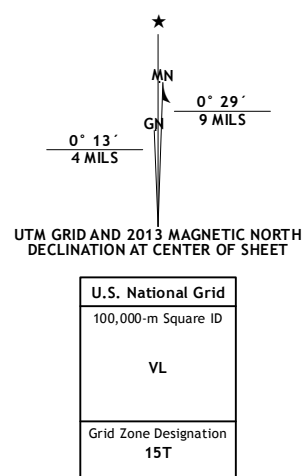 ★
MN
0° 29´
9 MILS
GN
0° 13´
4 MILS
UTM GRID AND 2013 MAGNETIC NORTH
DECLINATION AT CENTER OF SHEET
U.S. National Grid
100,000-m Square ID
VL
Grid Zone Designation
15T